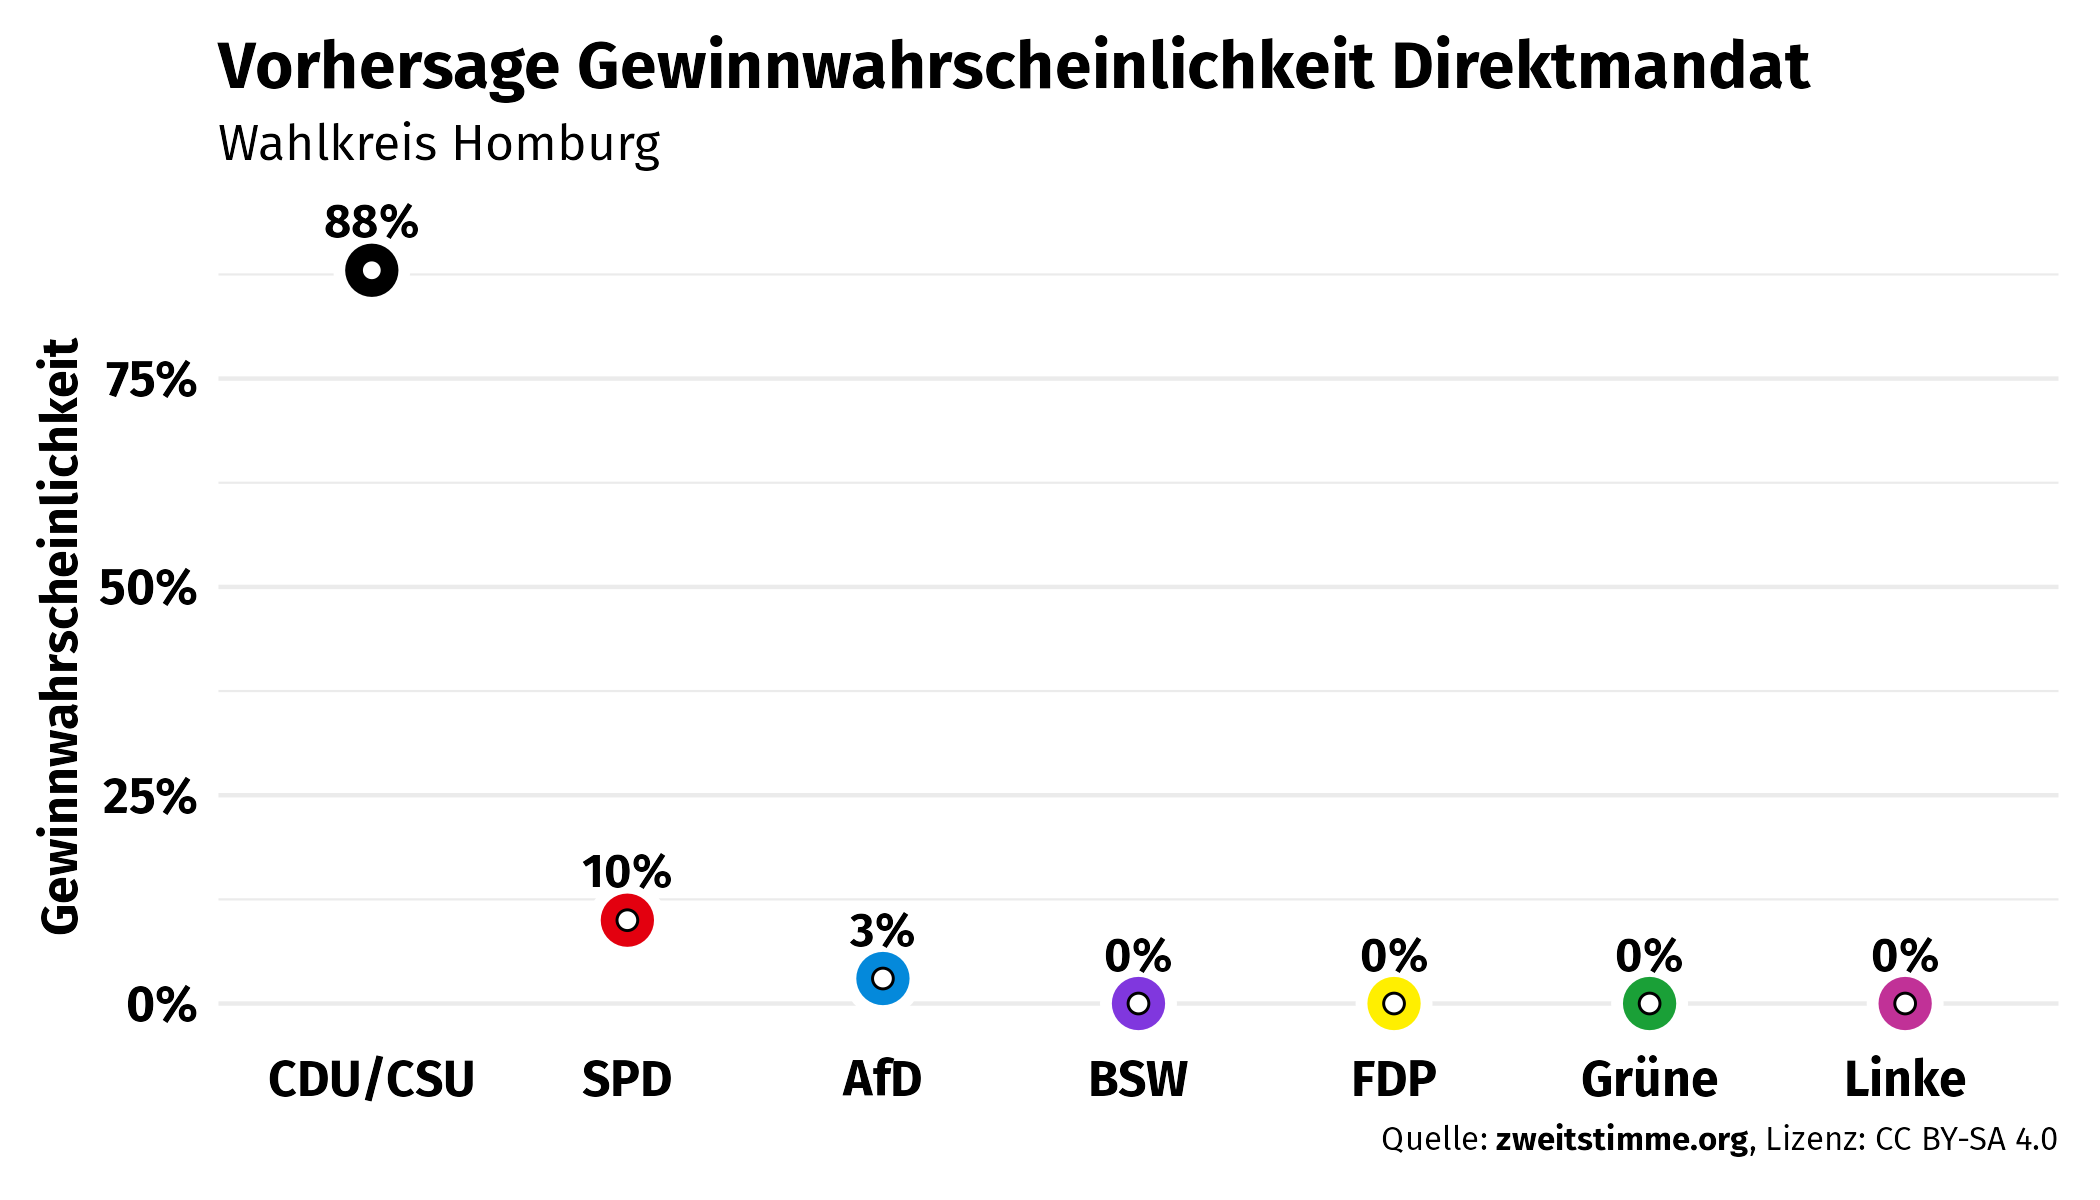 Vorhersage Gewinnwahrscheinlichkeit Direktmandat
Wahlkreis Homburg
Gewinnwahrscheinlichkeit
75%
50%
25%
0%
88%
10%
3%
0%
0%
0%
0%
CDU/CSU
SPD
AfD
BSW
FDP
Grüne
Linke
Quelle: zweitstimme.org, Lizenz: CC BY-SA 4.0